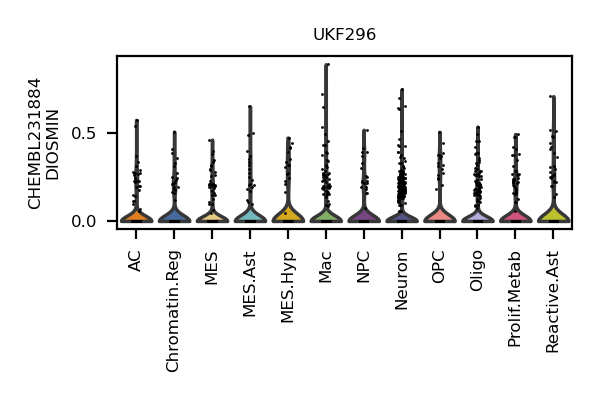 UKF296
CHEMBL231884
DIOSMIN
0.5
0.0
AC
Chromatin.Reg
MES
MES.Ast
MES.Hyp
Mac
NPC
Neuron
OPC
Oligo
Prolif.Metab
Reactive.Ast